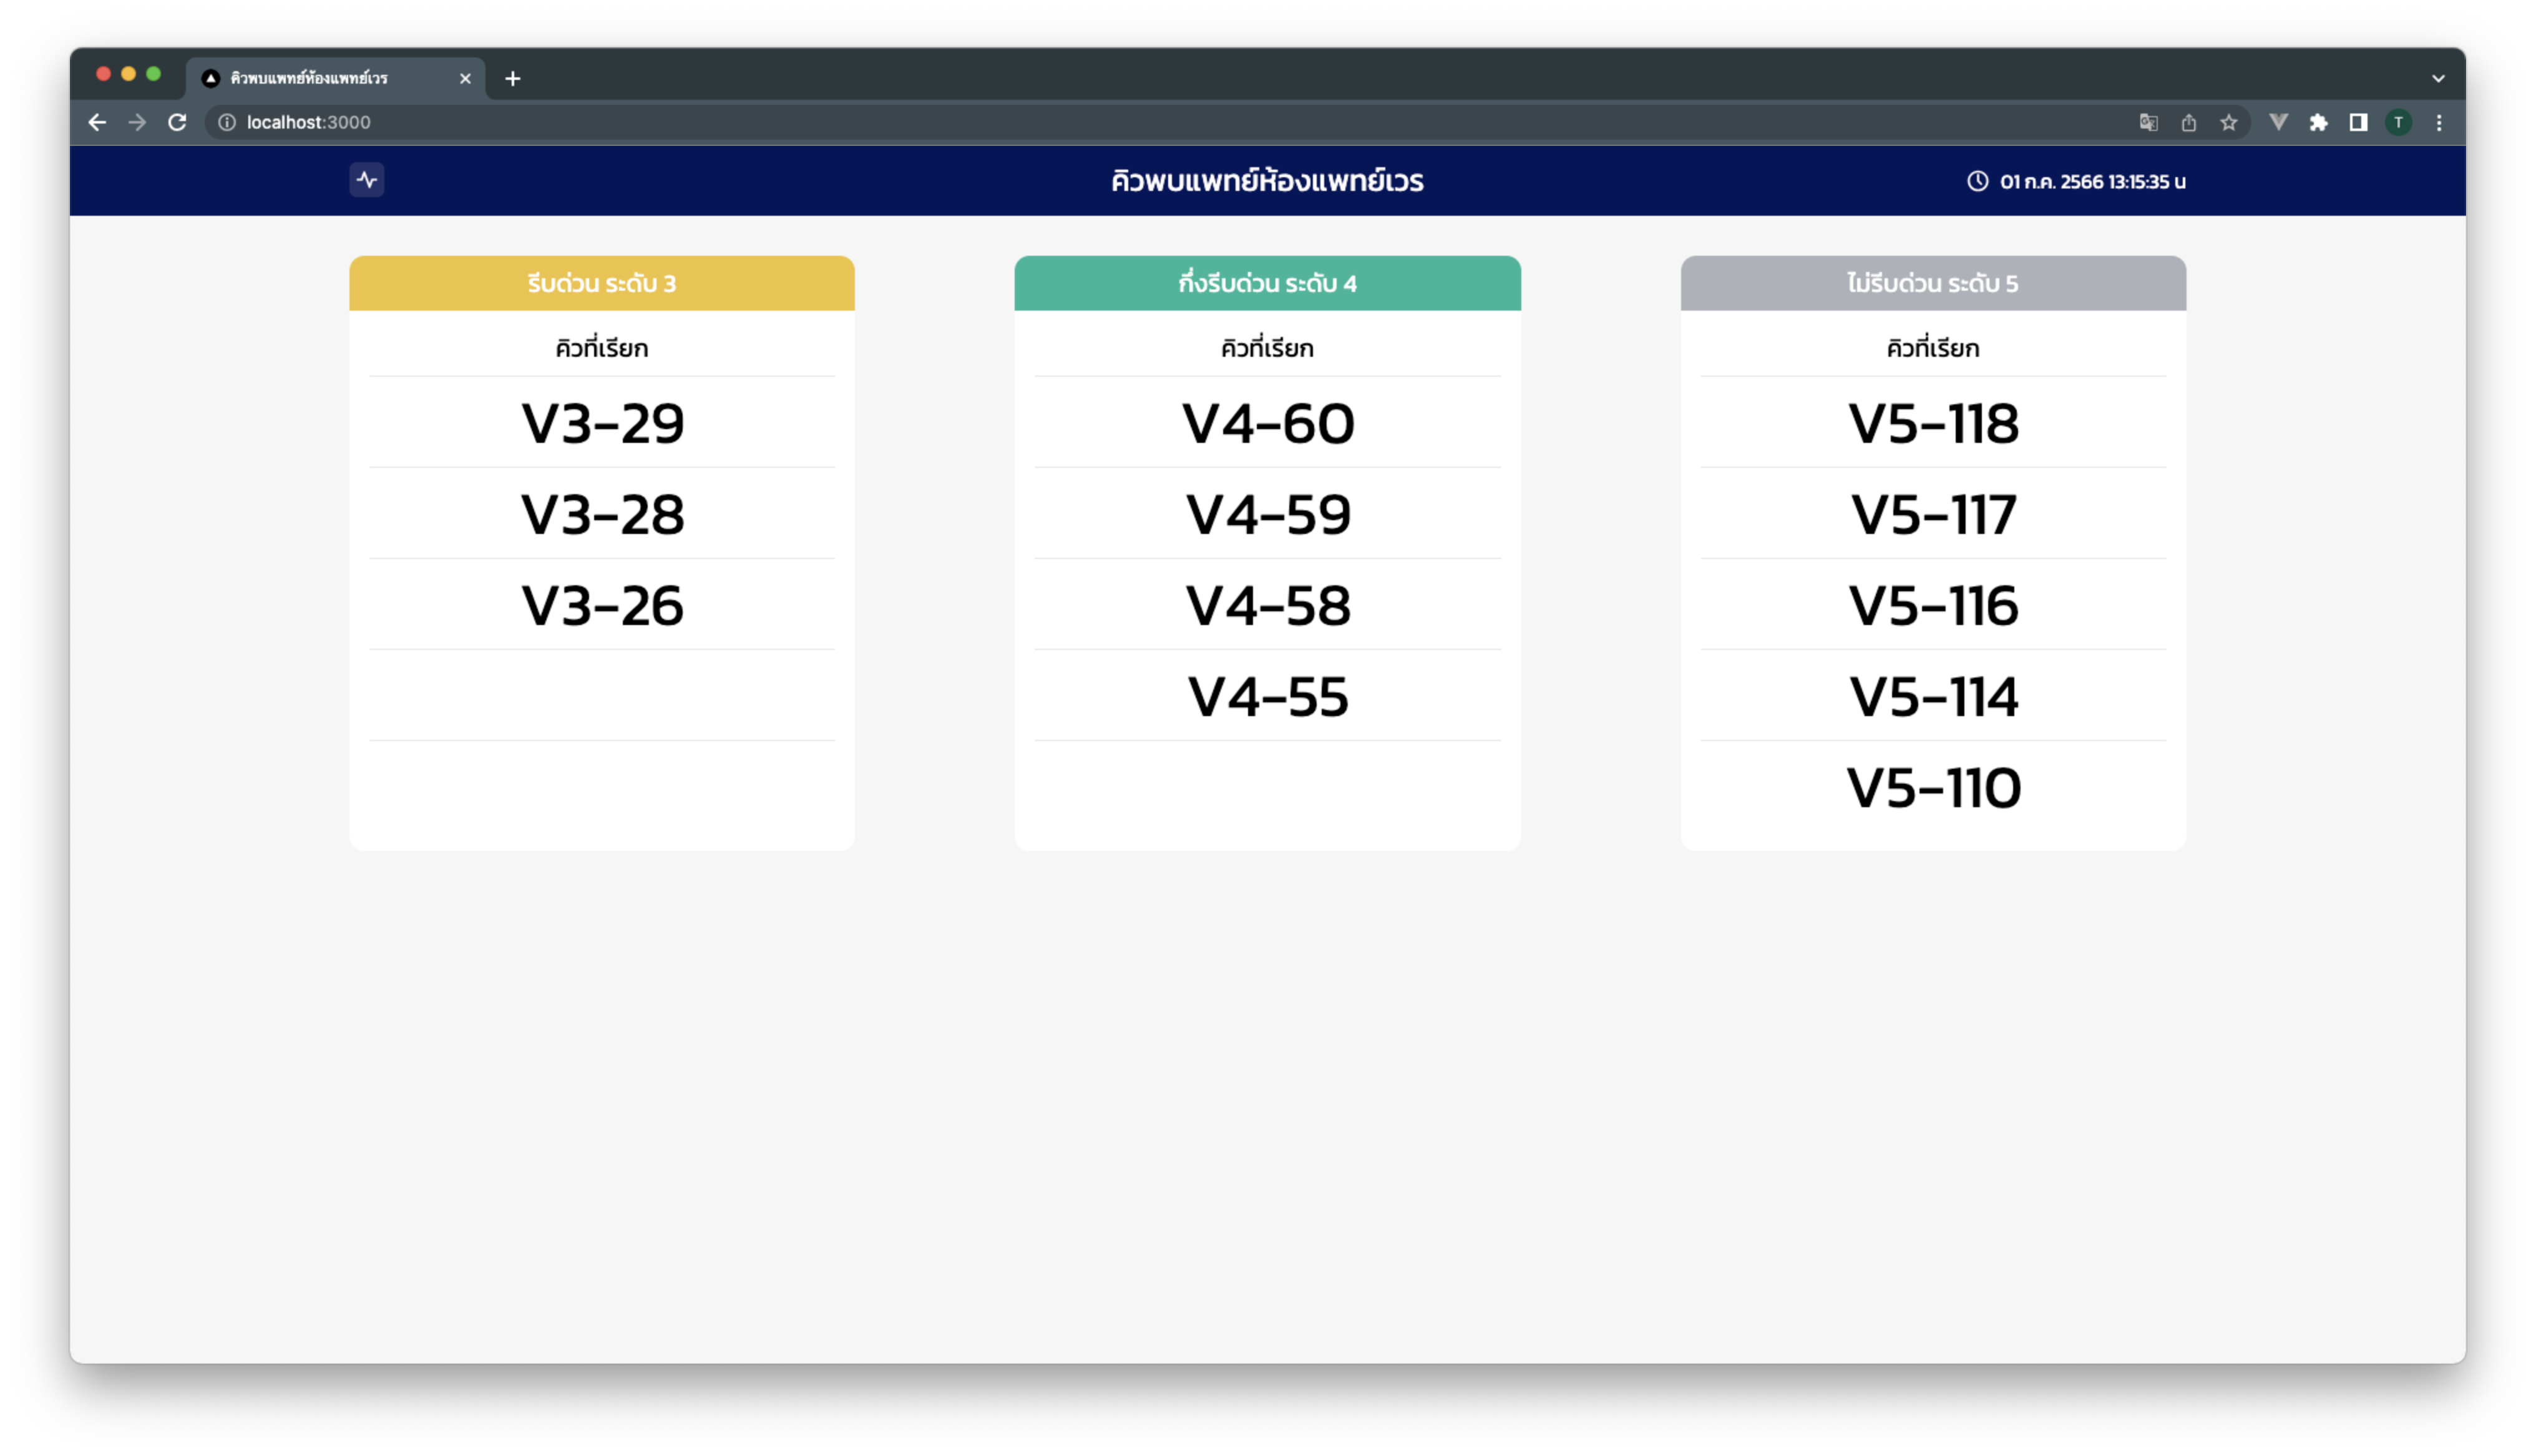 คิวพบแพทย์ห้องแพทย์เวร
localhost:3000
T
คิวพบแพทย์ห้องแพทย์เวร
01 ก.ค. 2566 13:15:35 น
รีบด่วน ระดับ 3
คิวที่เรียก
V3-29
V3-28
V3-26
กึ่งรีบด่วน ระดับ 4
คิวที่เรียก
V4-60
V4-59
V4-58
V4-55
ไม่รีบด่วน ระดับ 5
คิวที่เรียก
V5-118
V5-117
V5-116
V5-114
V5-110